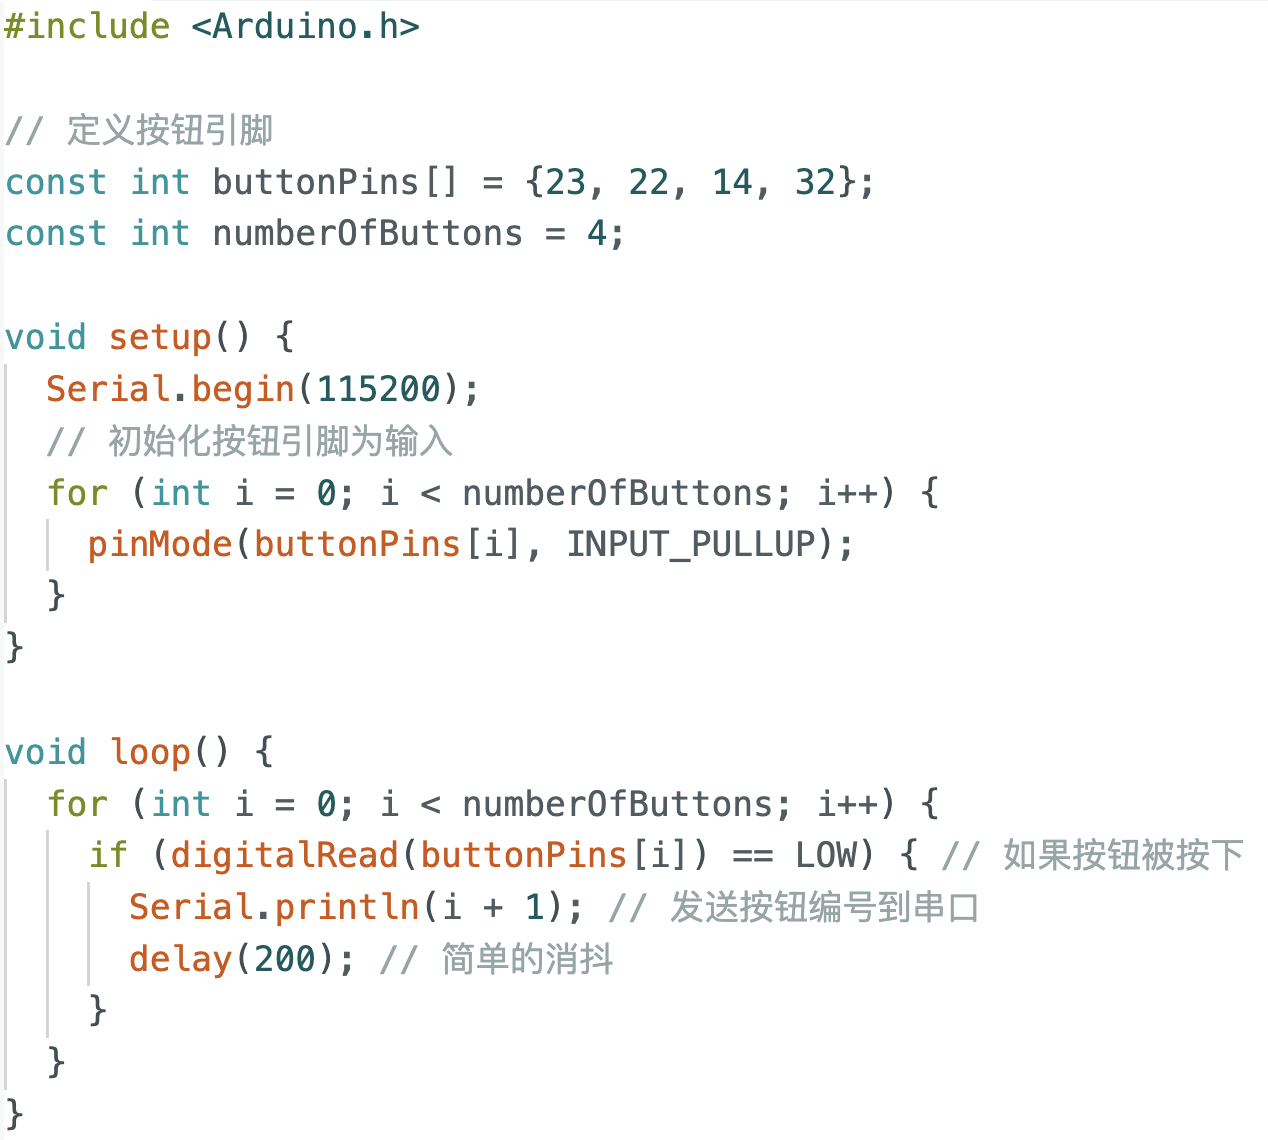 #include <Arduino.h>
// 定义按钮引脚
const int buttonPins[] = {23, 22, 14, 32};
const int numberOfButtons = 4;
void setup() {
  Serial.begin(115200);
  // 初始化按钮引脚为输入
  for (int i = 0; i < numberOfButtons; i++) {
    pinMode(buttonPins[i], INPUT_PULLUP);
  }
}
void loop() {
  for (int i = 0; i < numberOfButtons; i++) {
    if (digitalRead(buttonPins[i]) == LOW) { // 如果按钮被按下
      Serial.println(i + 1); // 发送按钮编号到串口
      delay(200); // 简单的消抖
    }
  }
}